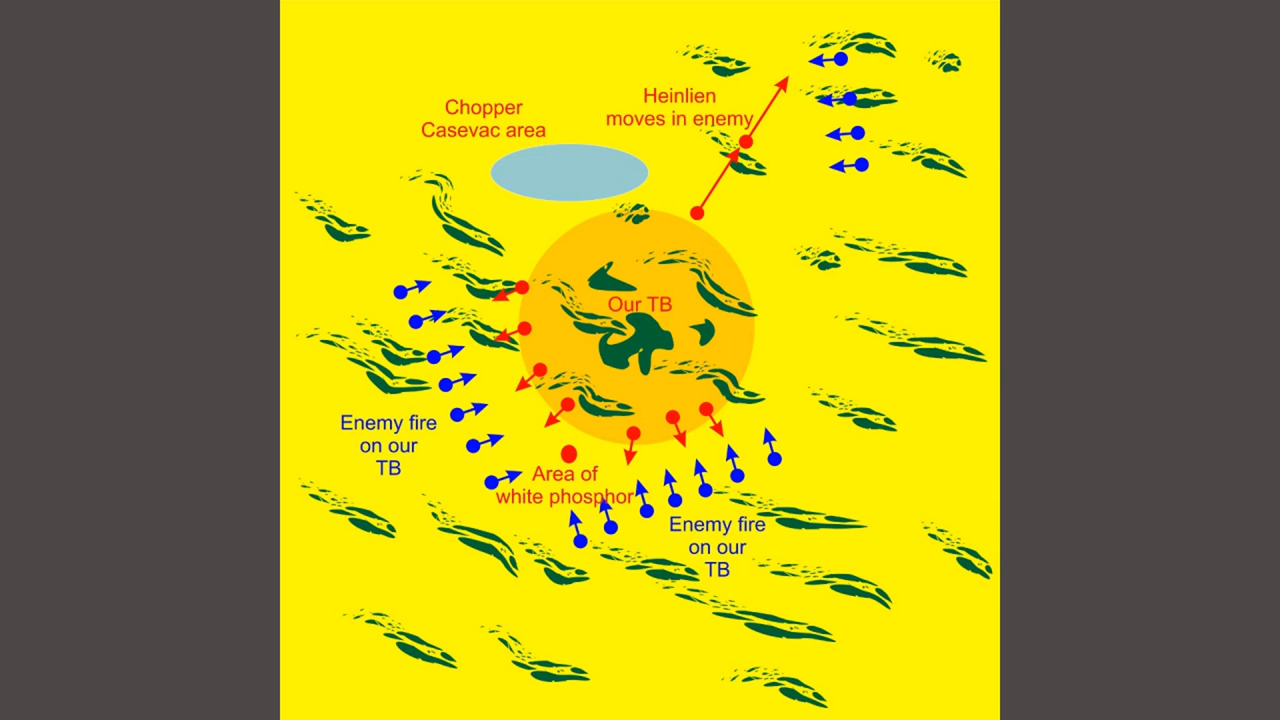 Chopper
Casevac area
Heinlien
moves in enemy
Our TB
Enemy fire
on our
TB
Area of
white phosphor
Enemy fire
on our
TB